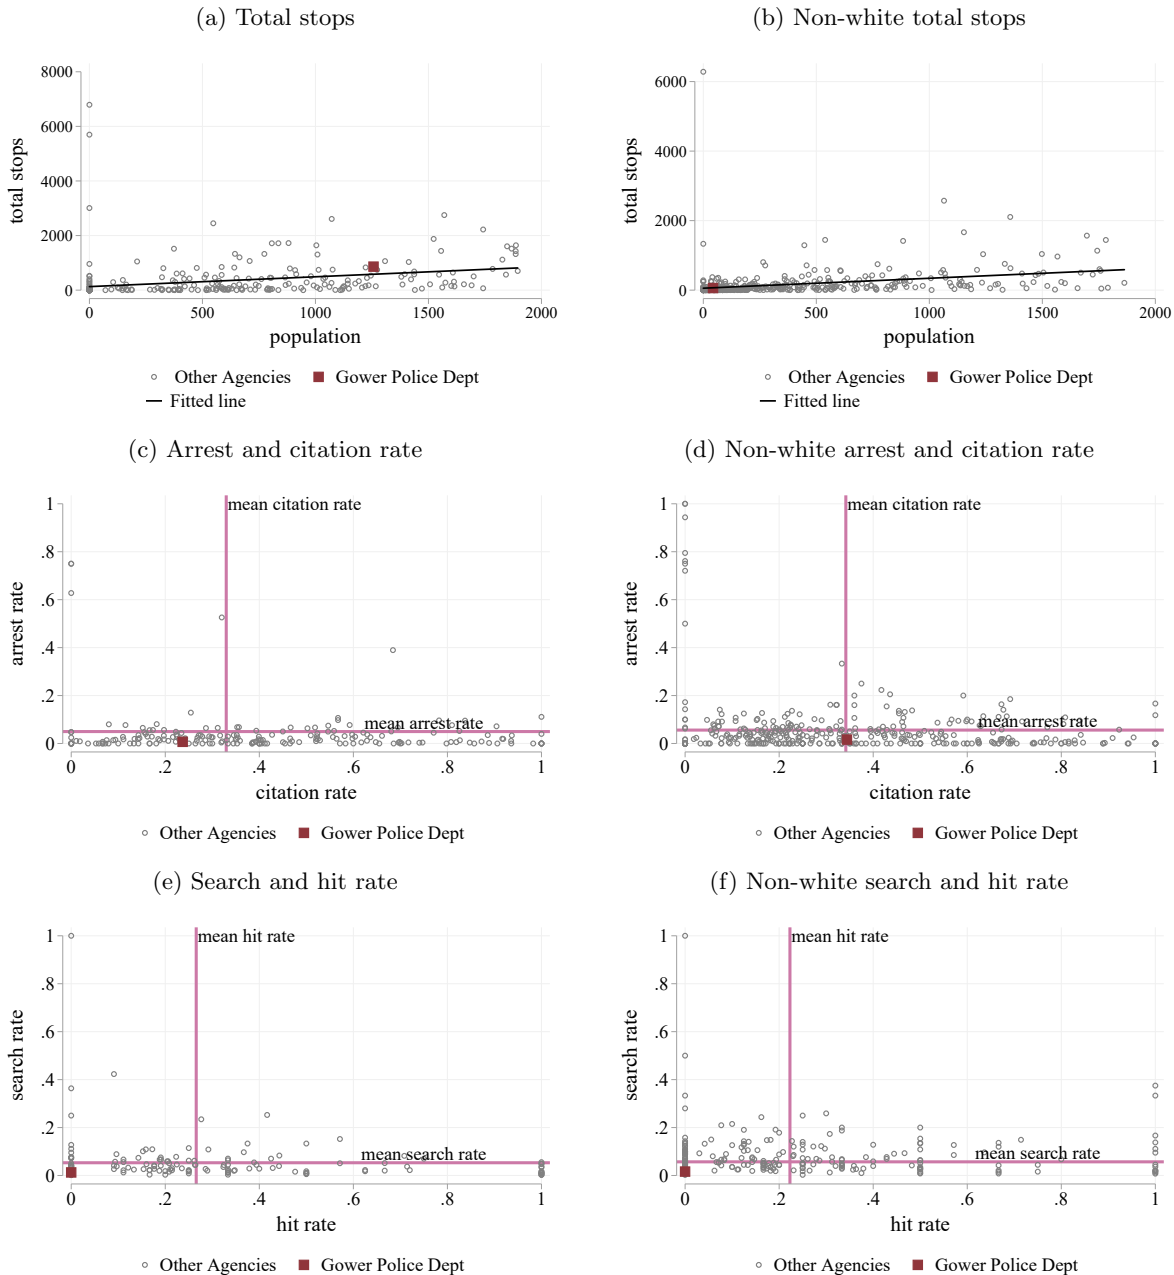 (a) Total stops
(b) Non-white total stops
8000
6000
4000
2000
0
total stops
0 500 1000 1500 2000
population
Other Agencies Gower Police Dept
Fitted line
6000
4000
2000
0
total stops
0 500 1000 1500 2000
population
Other Agencies Gower Police Dept
Fitted line
(c) Arrest and citation rate
(d) Non-white arrest and citation rate
1
.8
.6
.4
.2
0
arrest rate
mean citation rate
mean arrest rate
0 .2 .4 .6 .8 1
citation rate
Other Agencies Gower Police Dept
1
.8
.6
.4
.2
0
arrest rate
mean citation rate
mean arrest rate
0 .2 .4 .6 .8 1
citation rate
Other Agencies Gower Police Dept
(e) Search and hit rate
(f) Non-white search and hit rate
1
.8
.6
.4
.2
0
search rate
mean hit rate
mean search rate
0 .2 .4 .6 .8 1
hit rate
Other Agencies Gower Police Dept
1
.8
.6
.4
.2
0
search rate
mean hit rate
mean search rate
0 .2 .4 .6 .8 1
hit rate
Other Agencies Gower Police Dept